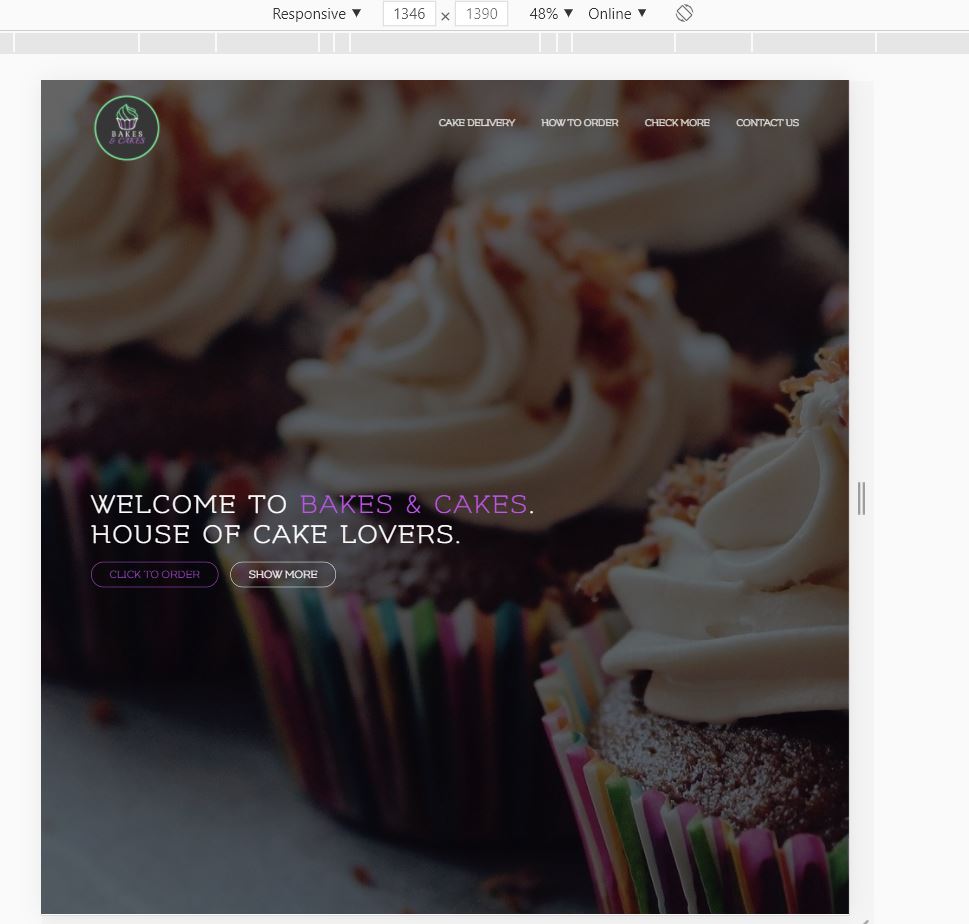 Responsive ▼ 1346 × 1390 48% ▼ Online ▼
BAKES
& CAKES
CAKE DELIVERY HOW TO ORDER CHECK MORE CONTACT US
WELCOME TO BAKES & CAKES.
HOUSE OF CAKE LOVERS.
CLICK TO ORDER SHOW MORE